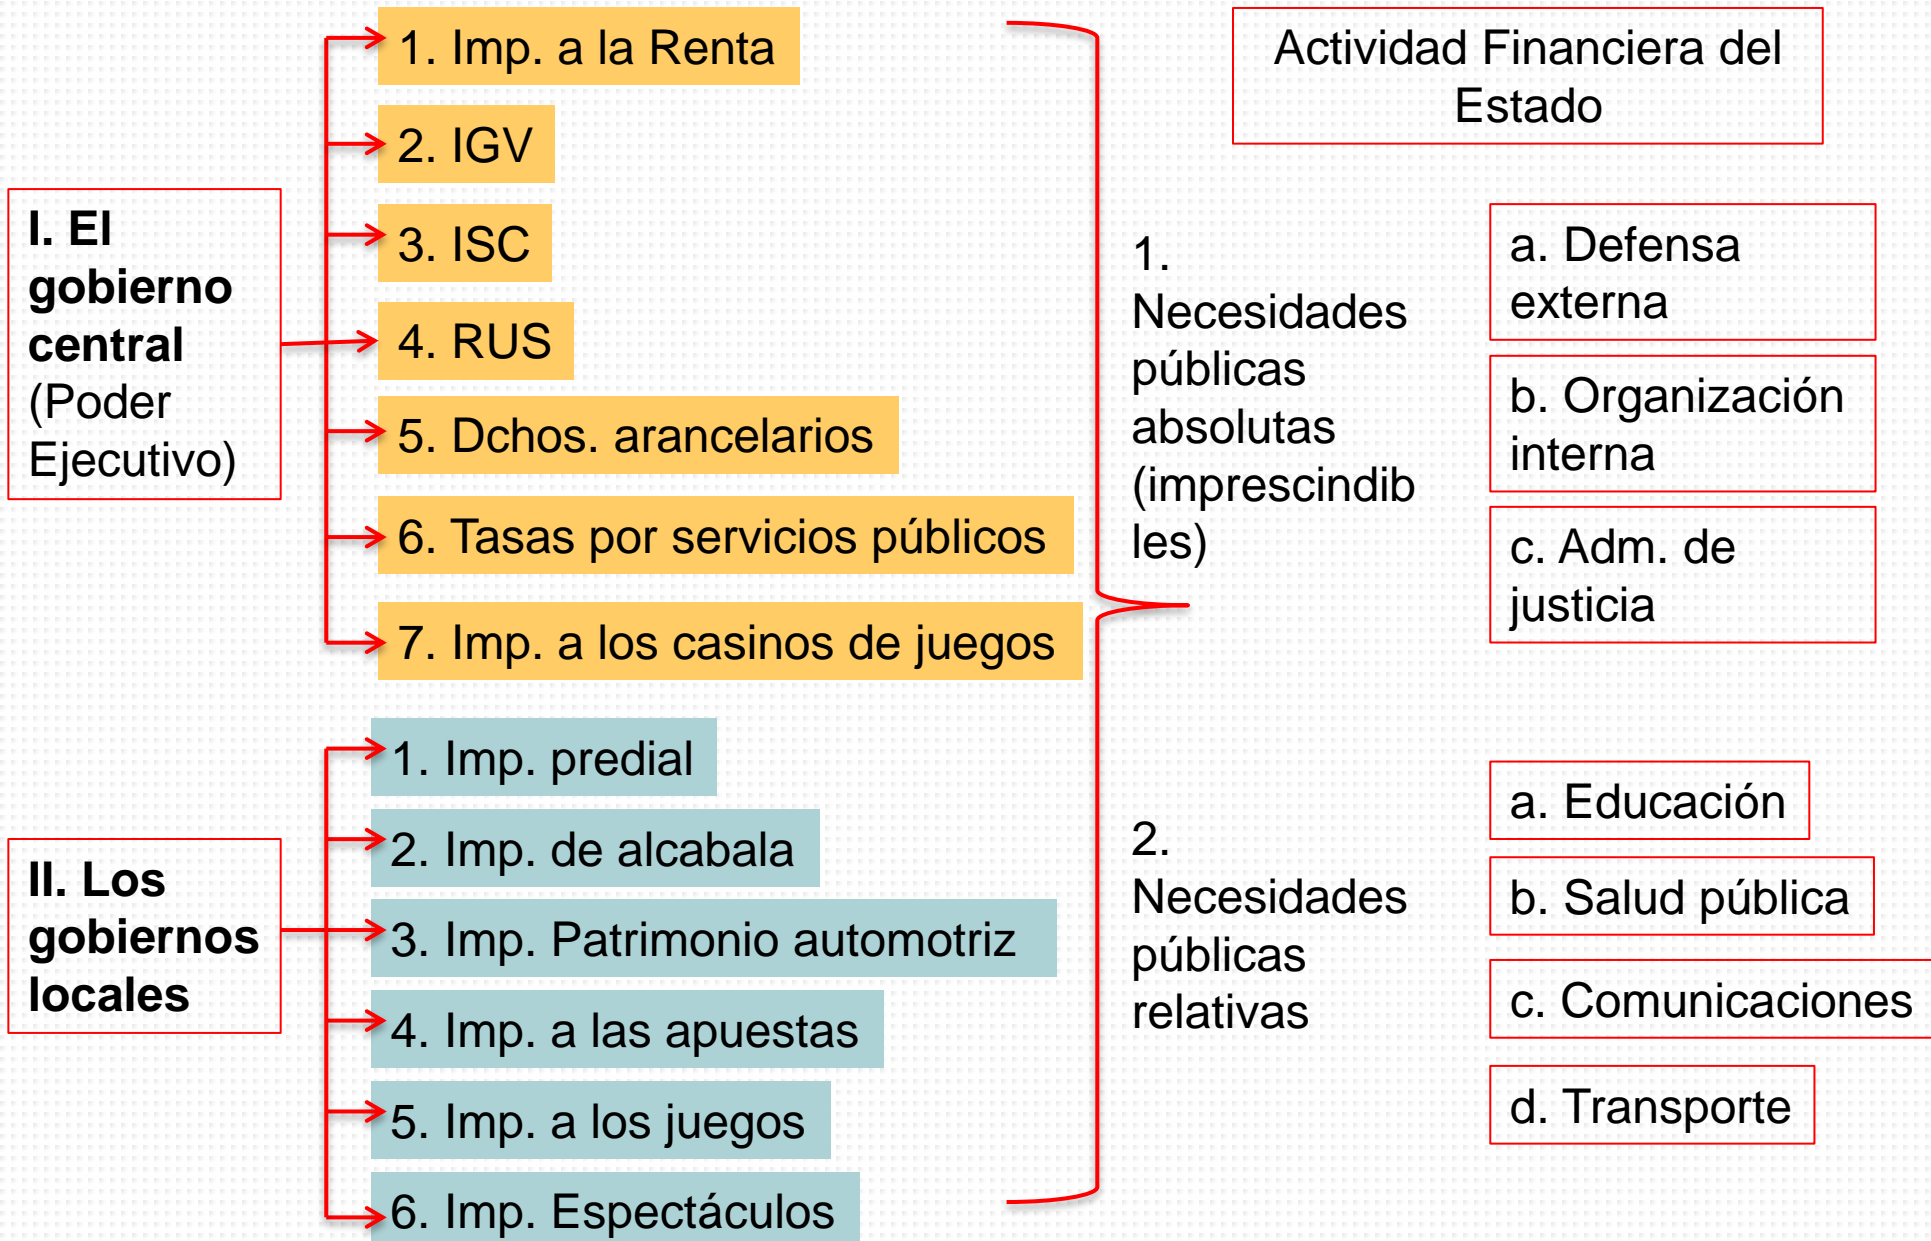 I. El
gobierno
central
(Poder
Ejecutivo)
1. Imp. a la Renta
2. IGV
3. ISC
4. RUS
5. Dchos. arancelarios
6. Tasas por servicios públicos
7. Imp. a los casinos de juegos
II. Los
gobiernos
locales
1. Imp. predial
2. Imp. de alcabala
3. Imp. Patrimonio automotriz
4. Imp. a las apuestas
5. Imp. a los juegos
6. Imp. Espectáculos
Actividad Financiera del
Estado
1.
Necesidades
públicas
absolutas
(imprescindib
les)
a. Defensa
externa
b. Organización
interna
c. Adm. de
justicia
2.
Necesidades
públicas
relativas
a. Educación
b. Salud pública
c. Comunicaciones
d. Transporte